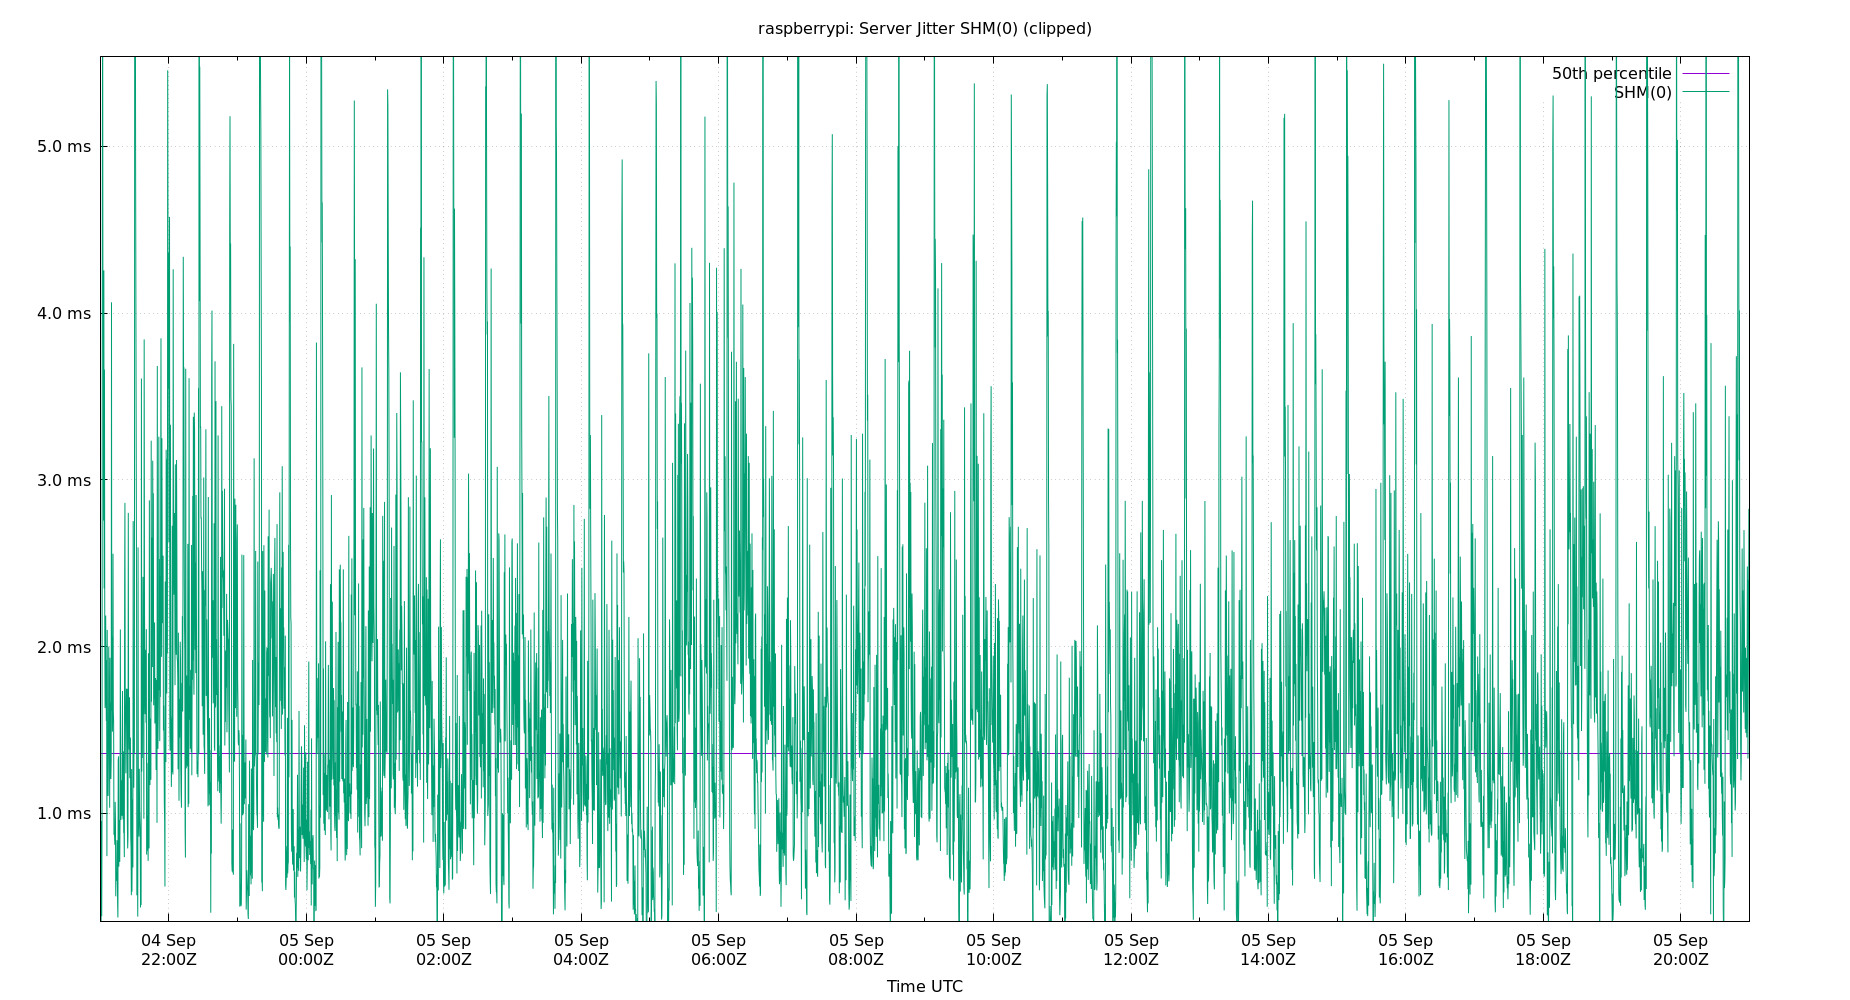 raspberrypi: Server Jitter SHM(0) (clipped)
50th percentile
SHM(0)
5.0 ms
4.0 ms
3.0 ms
2.0 ms
1.0 ms
04 Sep 05 Sep 05 Sep 05 Sep 05 Sep 05 Sep 05 Sep 05 Sep 05 Sep 05 Sep 05 Sep 05 Sep
22:00Z 00:00Z 02:00Z 04:00Z 06:00Z 08:00Z 10:00Z 12:00Z 14:00Z 16:00Z 18:00Z 20:00Z
Time UTC